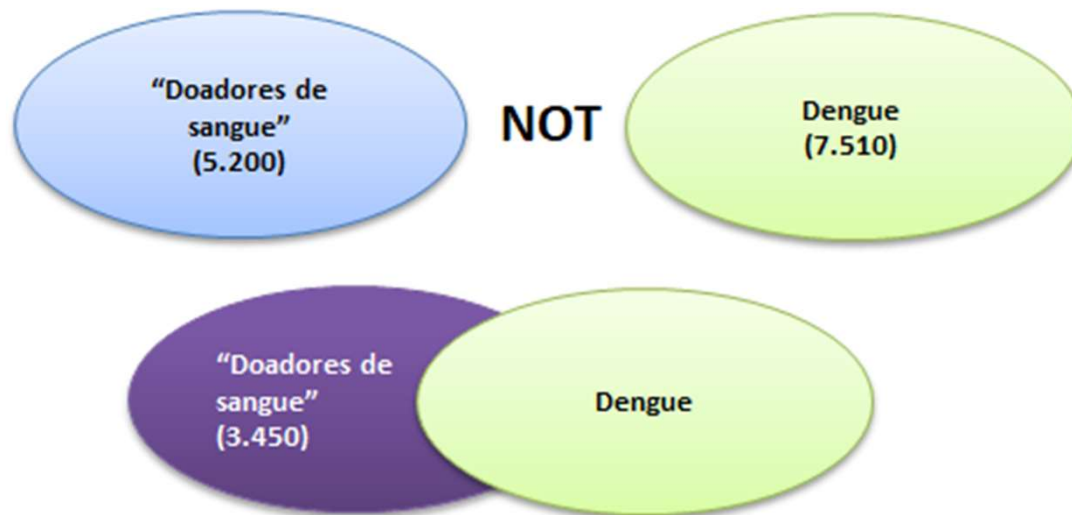 “Doadores de
sangue”
(5.200)
NOT
Dengue
(7.510)
“Doadores de
sangue”
(3.450)
Dengue